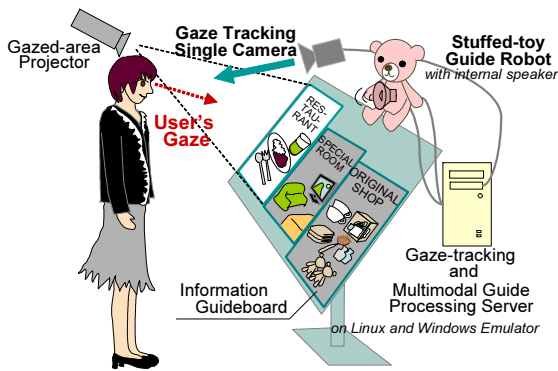 Gazed-area
Projector
Gaze Tracking
Single Camera
Stuffed-toy
Guide Robot
with internal speaker
User's
Gaze
RES-
TAU-
RANT
SPECIAL
ROOM
ORIGINAL
SHOP
Information
Guideboard
Gaze-tracking
and
Multimodal Guide
Processing Server
on Linux and Windows Emulator